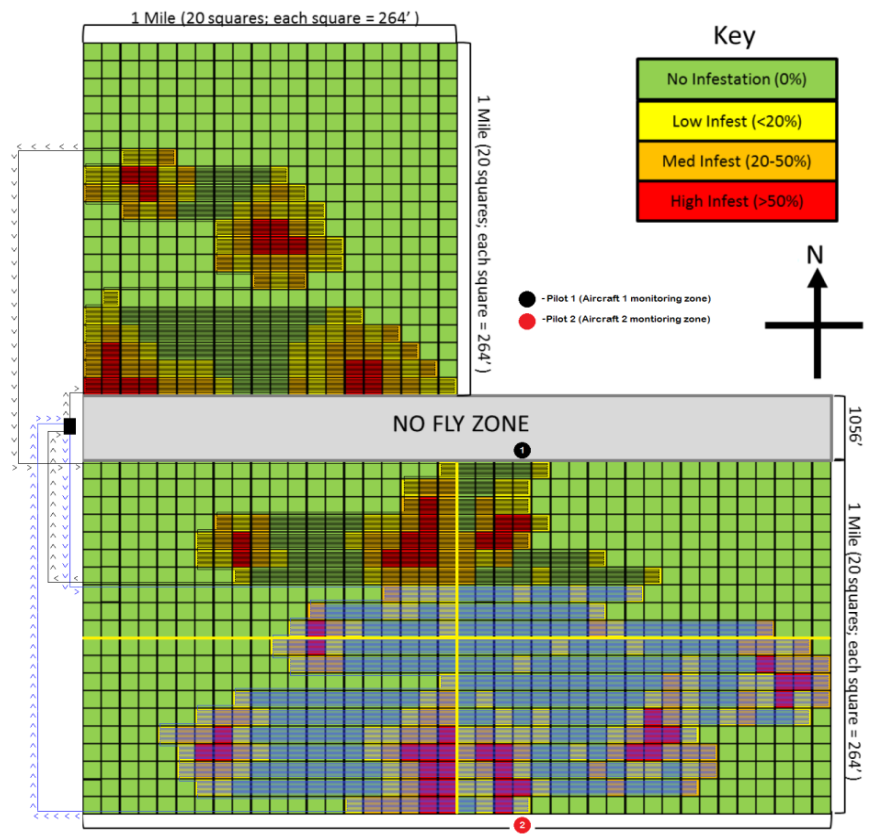 1 Mile (20 squares; each square = 264’ )
Key
No Infestation (0%)
Low Infest (<20%)
Med Infest (20-50%)
High Infest (>50%)
1 Mile (20 squares; each square = 264’
N
-Pilot 1 (Aircraft 1 monitoring zone)
-Pilot 2 (Aircraft 2 montioring zone)
NO FLY ZONE
1056’
1
1 Mile (20 squares; each square = 264’
2